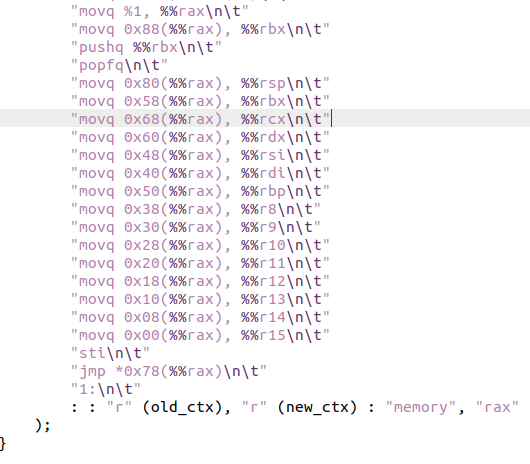 "movq %1, %%rax\n\t"
"movq 0x88(%%rax), %%rbx\n\t"
"pushq %%rbx\n\t"
"popfq\n\t"
"movq 0x80(%%rax), %%rsp\n\t"
"movq 0x58(%%rax), %%rbx\n\t"
"movq 0x68(%%rax), %%rcx\n\t"
"movq 0x60(%%rax), %%rdx\n\t"
"movq 0x48(%%rax), %%rsi\n\t"
"movq 0x40(%%rax), %%rdi\n\t"
"movq 0x50(%%rax), %%rbp\n\t"
"movq 0x38(%%rax), %%r8\n\t"
"movq 0x30(%%rax), %%r9\n\t"
"movq 0x28(%%rax), %%r10\n\t"
"movq 0x20(%%rax), %%r11\n\t"
"movq 0x18(%%rax), %%r12\n\t"
"movq 0x10(%%rax), %%r13\n\t"
"movq 0x08(%%rax), %%r14\n\t"
"movq 0x00(%%rax), %%r15\n\t"
"sti\n\t"
"jmp *0x78(%%rax)\n\t"
"1:\n\t"
: : "r" (old_ctx), "r" (new_ctx) : "memory", "rax"
);
}